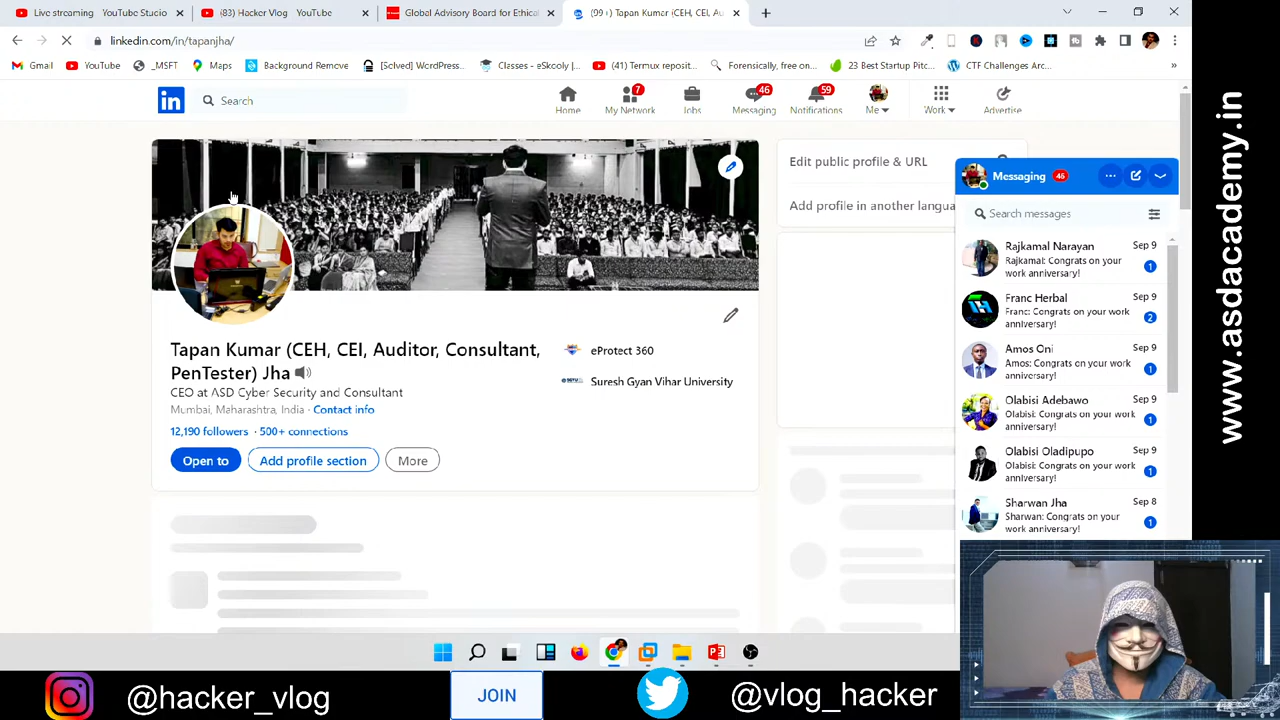 Live streaming - YouTube Studio
(83) Hacker Vlog - YouTube
Global Advisory Board for Ethical
(99+) Tapan Kumar (CEH, CEI, Au
linkedin.com/in/tapanjha/
Gmail
YouTube
_MSFT
Maps
Background Remove
[Solved] WordPress...
Classes - eSkooly |...
(41) Termux reposit...
Forensically, free on...
23 Best Startup Pitc...
CTF Challenges Arc...
»
in
Search
Home
7
My Network
Jobs
46
Messaging
59
Notifications
Me
Work
Advertise
Edit public profile & URL
Add profile in another langua
Tapan Kumar (CEH, CEI, Auditor, Consultant,
PenTester) Jha
CEO at ASD Cyber Security and Consultant
Mumbai, Maharashtra, India · Contact info
12,190 followers · 500+ connections
Open to
Add profile section
More
eProtect 360
Suresh Gyan Vihar University
Messaging 46
Search messages
Rajkamal Narayan Sep 9
Rajkamal: Congrats on your
work anniversary! 1
Franc Herbal Sep 9
Franc: Congrats on your work
anniversary! 2
Amos Oni Sep 9
Amos: Congrats on your work
anniversary! 1
Olabisi Adebawo Sep 9
Olabisi: Congrats on your work
anniversary! 1
Olabisi Oladipupo Sep 9
Olabisi: Congrats on your work
anniversary! 1
Sharwan Jha Sep 8
Sharwan: Congrats on your
work anniversary! 1
www.asdacademy.in
@hacker_vlog
JOIN
@vlog_hacker